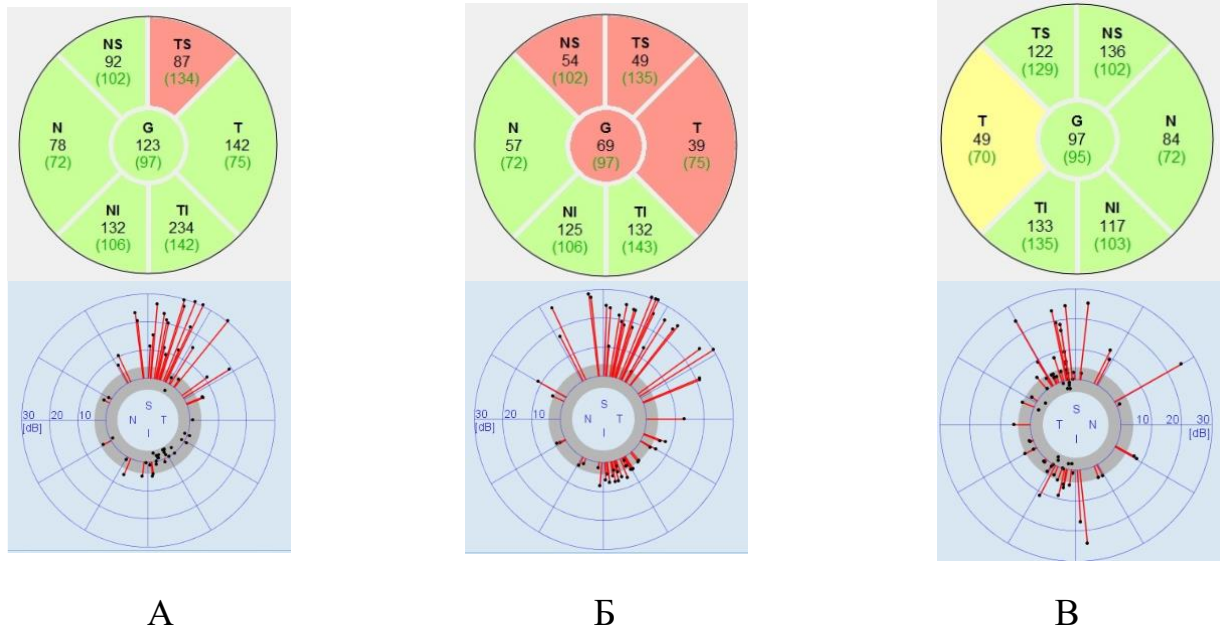 NS
92
(102)
TS
87
(134)
N
78
(72)
G
123
(97)
T
142
(75)
NI
132
(106)
TI
234
(142)
30
20
10
[dB]
S
N
T
I
NS
54
(102)
TS
49
(135)
N
57
(72)
G
69
(97)
T
39
(75)
NI
125
(106)
TI
132
(143)
30
20
10
[dB]
S
N
T
I
TS
122
(129)
NS
136
(102)
T
49
(70)
G
97
(95)
N
84
(72)
TI
133
(135)
NI
117
(103)
S
T
N
I
10
20
30
[dB]
А
Б
В